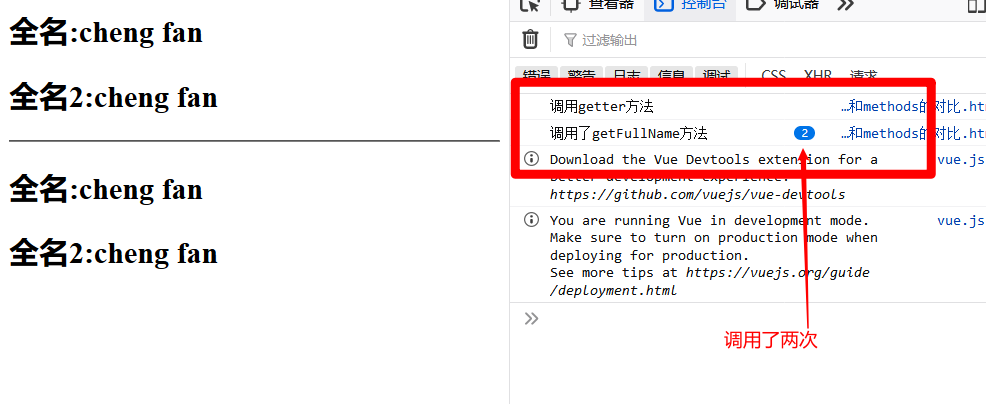 全名:cheng fan
全名2:cheng fan
全名:cheng fan
全名2:cheng fan
查看器 控制台 调试器
过滤输出
错误 警告 日志 信息 调试 CSS XHR 请求
调用getter方法 …和methods的对比.ht
调用了getFullName方法 2 …和methods的对比.ht
Download the Vue Devtools extension for a vue.js
better development experience:
https://github.com/vuejs/vue-devtools
You are running Vue in development mode. vue.js
Make sure to turn on production mode when
deploying for production.
See more tips at https://vuejs.org/guide
/deployment.html
调用了两次